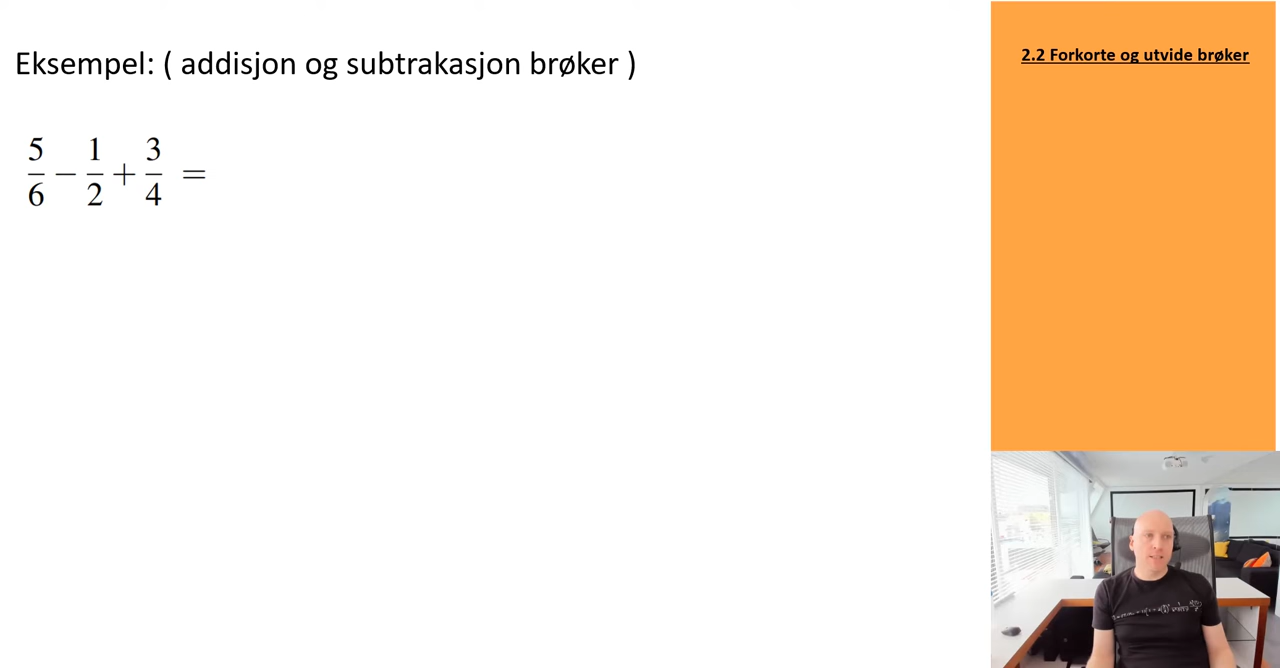 Eksempel: ( addisjon og subtrakasjon brøker )
5/6 − 1/2 + 3/4 =
2.2 Forkorte og utvide brøker